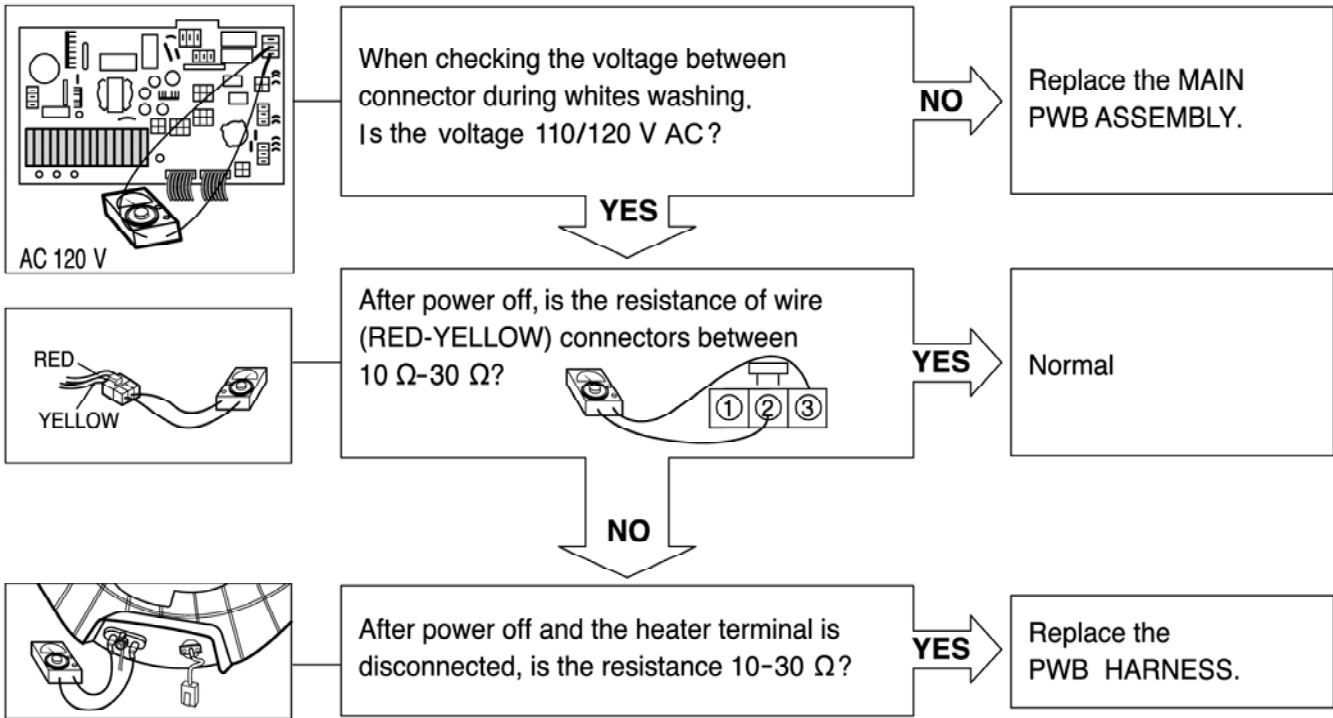 AC 120 V
When checking the voltage between
connector during whites washing.
Is the voltage 110/120 V AC?
NO
Replace the MAIN
PWB ASSEMBLY.
YES
RED
YELLOW
After power off, is the resistance of wire
(RED-YELLOW) connectors between
10 Ω-30 Ω?
① ② ③
YES
Normal
NO
After power off and the heater terminal is
disconnected, is the resistance 10-30 Ω?
YES
Replace the
PWB HARNESS.